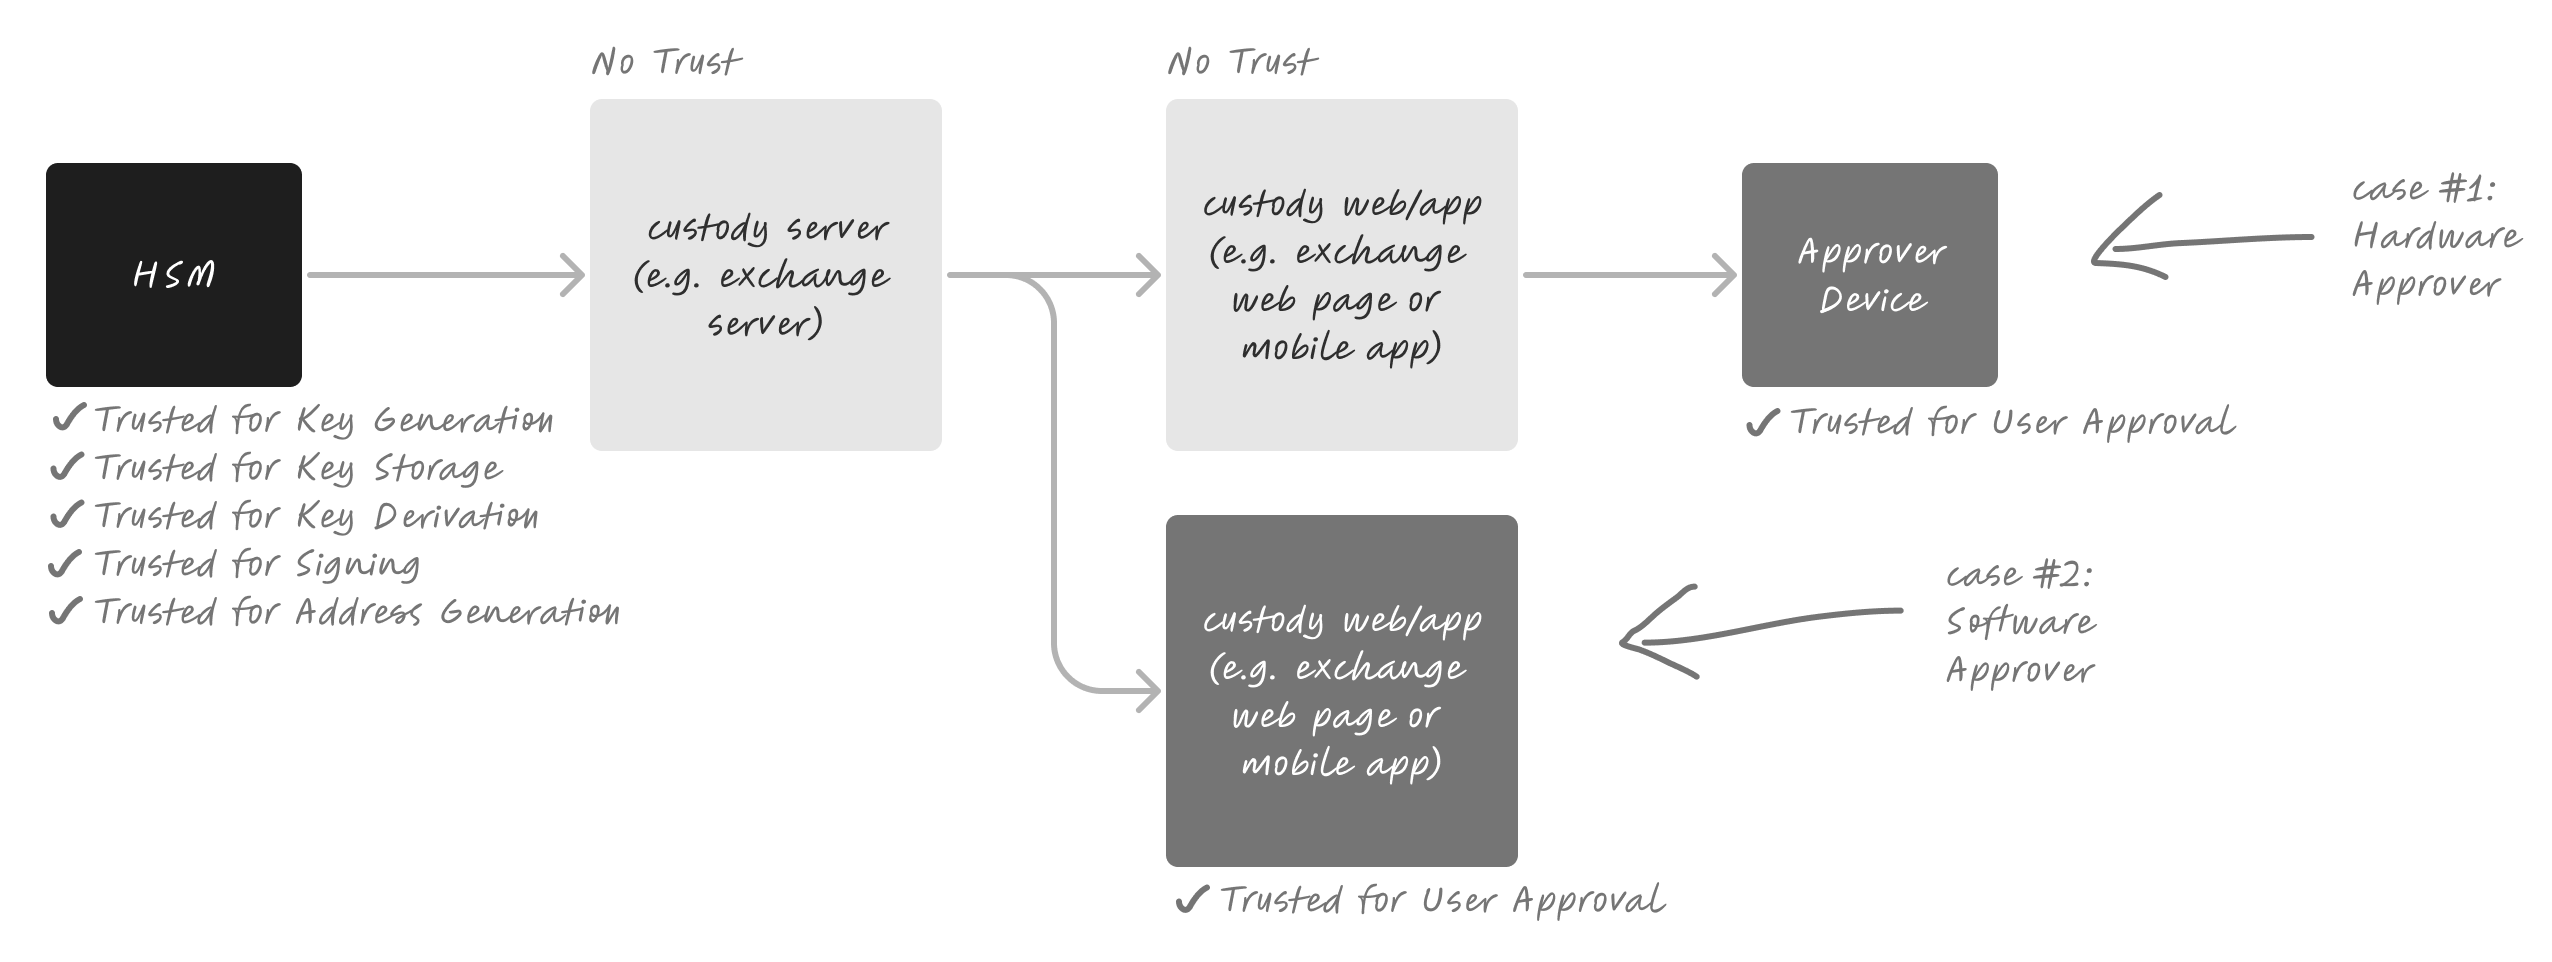 No Trust
No Trust
HSM
custody server
(e.g. exchange
server)
custody web/app
(e.g. exchange
web page or
mobile app)
Approver
Device
case #1:
Hardware
Approver
Trusted for Key Generation
Trusted for Key Storage
Trusted for Key Derivation
Trusted for Signing
Trusted for Address Generation
Trusted for User Approval
custody web/app
(e.g. exchange
web page or
mobile app)
case #2:
Software
Approver
Trusted for User Approval